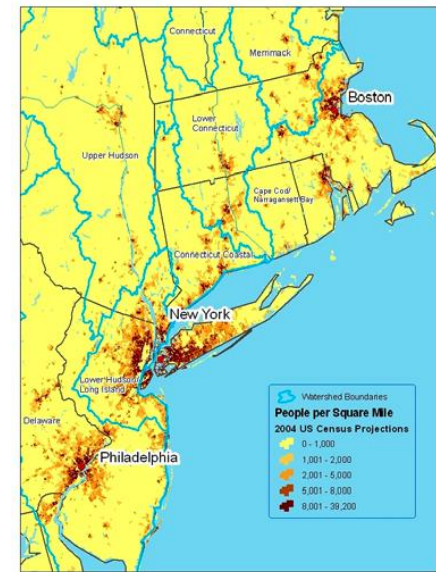 Connecticut
Merrimack
Boston
Lower
Connecticut
Upper Hudson
Cape Cod/
Narragansett Bay
Connecticut Coastal
New York
Lower Hudson/
Long Island
Delaware
Philadelphia
Watershed Boundaries
People per Square Mile
2004 US Census Projections
0 - 1,000
1,001 - 2,000
2,001 - 5,000
5,001 - 8,000
8,001 - 39,200